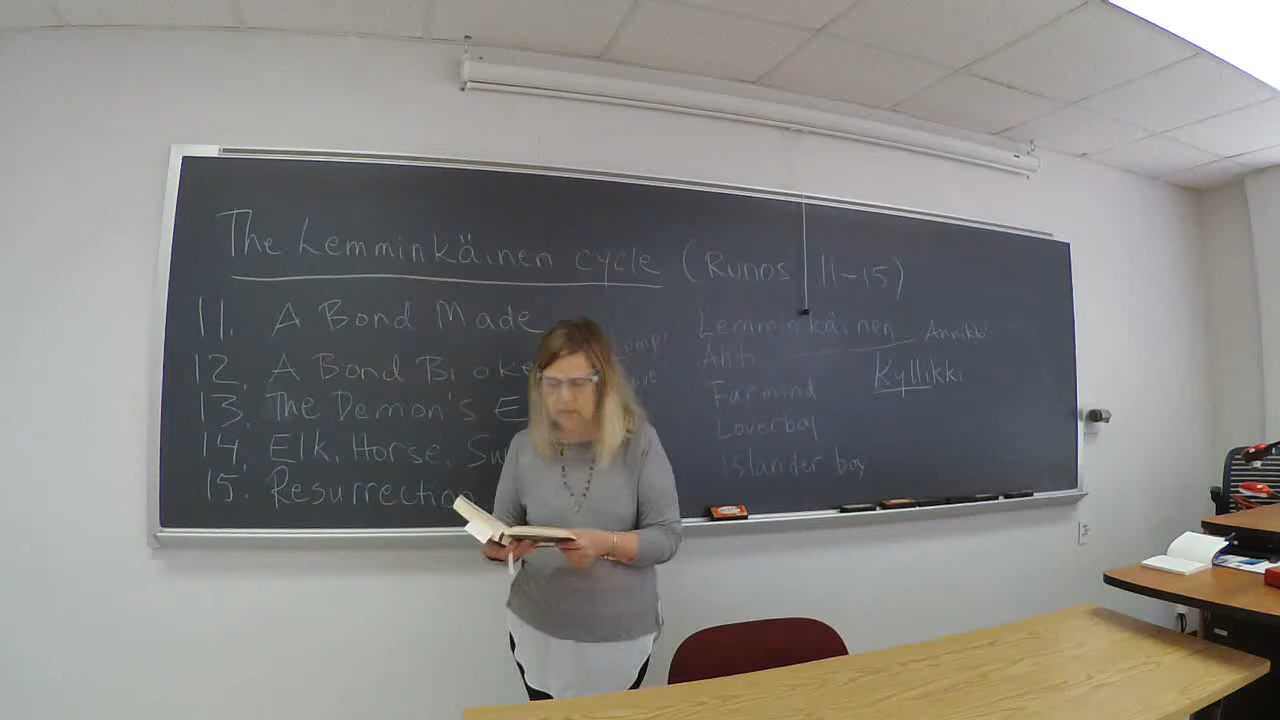 The Lemminkäinen cycle (Runos 11-15)
11. A Bond Made
12. A Bond Broke
13. The Demon's E
14. Elk, Horse, Sw
15. Resurrection
Lemminkäinen Annikki
Ahti
Kyllikki
Farmind
Loverboy
Islander boy